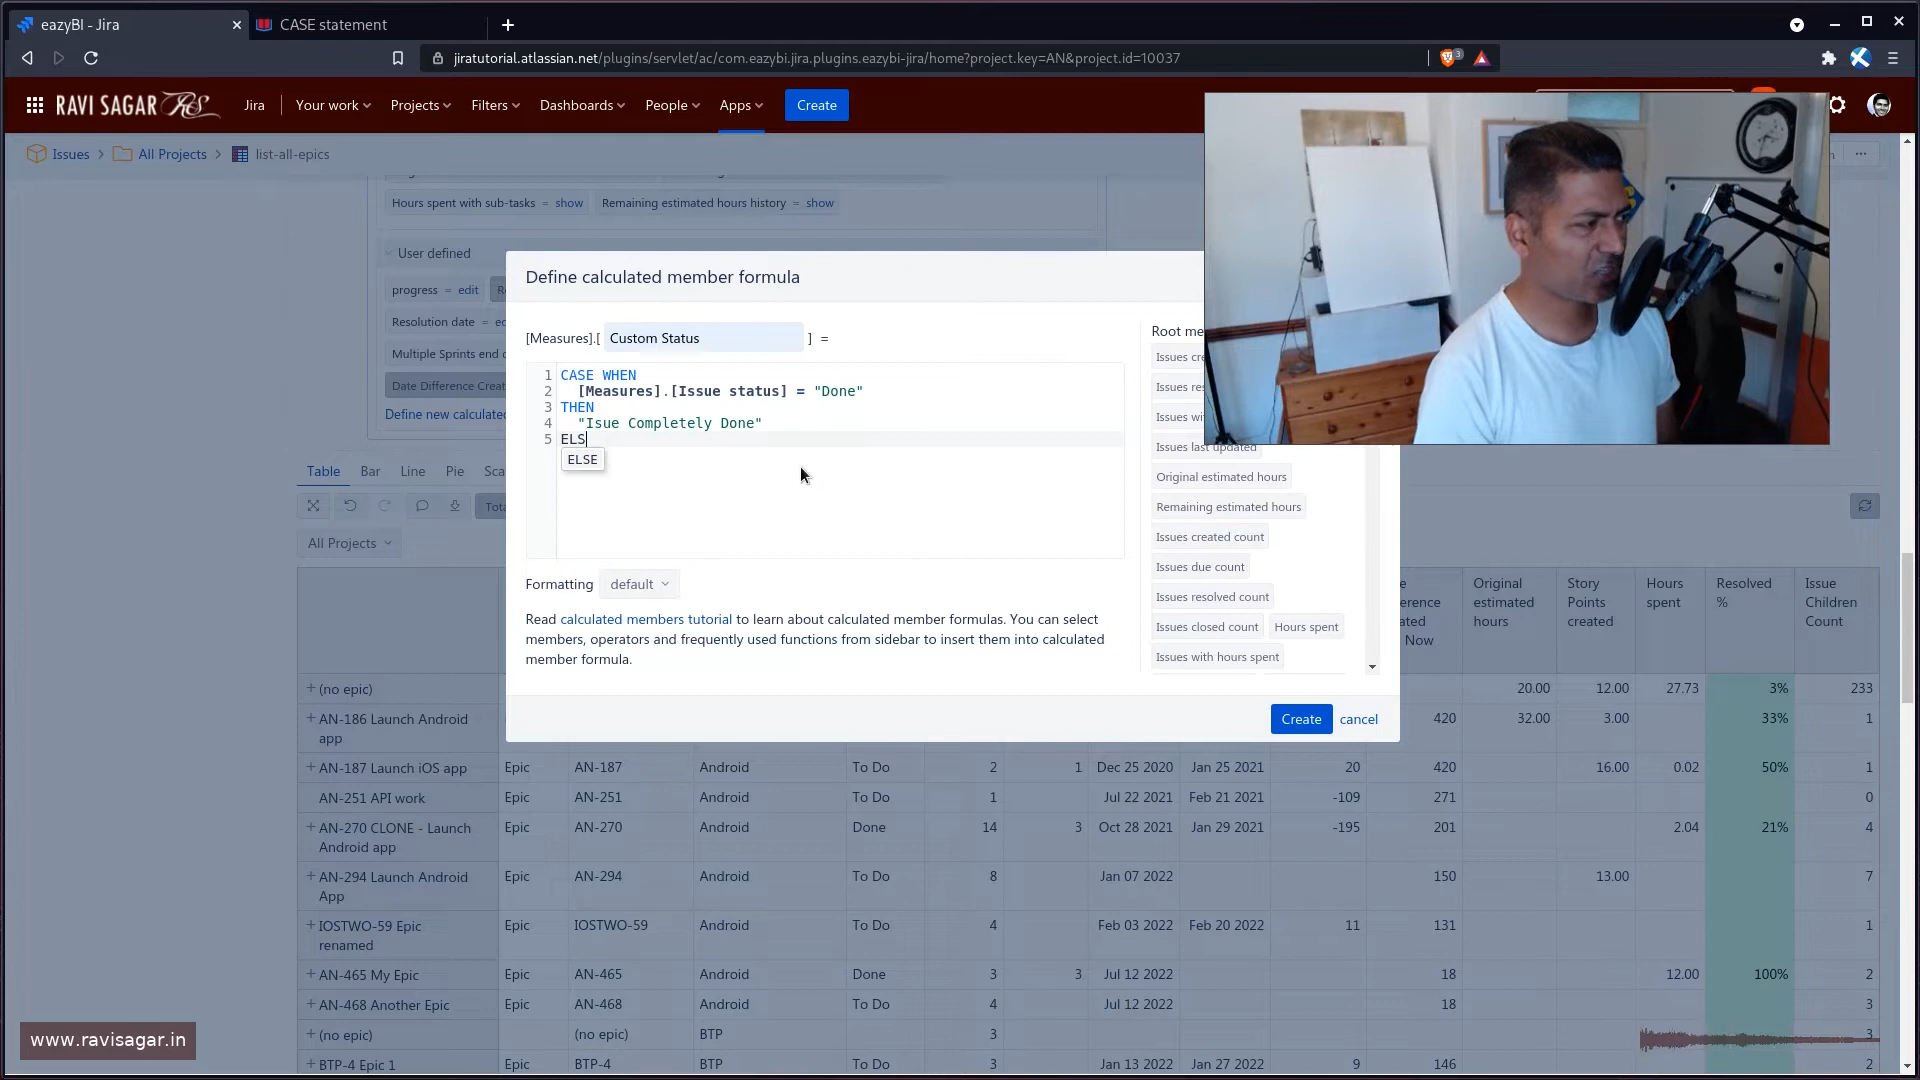 eazyBI - Jira
CASE statement
jiratutorial.atlassian.net/plugins/servlet/ac/com.eazybi.jira.plugins.eazybi-jira/home?project.key=AN&project.id=10037
3
RAVI SAGAR RS
Jira
Your work
Projects
Filters
Dashboards
People
Apps
Create
Issues
All Projects
list-all-epics
Hours spent with sub-tasks = show
Remaining estimated hours history = show
User defined
progress = edit
Resolution date = ed
Multiple Sprints end d
Date Difference Creat
Define new calculated
Define calculated member formula
[Measures].[ Custom Status ] =
1 CASE WHEN
2 [Measures].[Issue status] = "Done"
3 THEN
4 "Isue Completely Done"
5 ELS
ELSE
Root me
Issues cre
Issues res
Issues wi
Issues last updated
Original estimated hours
Remaining estimated hours
Issues created count
Issues due count
Issues resolved count
Issues closed count Hours spent
Issues with hours spent
Formatting default
Read calculated members tutorial to learn about calculated member formulas. You can select
members, operators and frequently used functions from sidebar to insert them into calculated
member formula.
Create cancel
Table Bar Line Pie Sca
Tot
All Projects
e
erence
ated
Now
Original
estimated
hours
Story
Points
created
Hours
spent
Resolved
%
Issue
Children
Count
+ (no epic) 20.00 12.00 27.73 3% 233
+ AN-186 Launch Android
app
420 32.00 3.00 33% 1
+ AN-187 Launch iOS app Epic AN-187 Android To Do 2 1 Dec 25 2020 Jan 25 2021 20 420 16.00 0.02 50% 1
AN-251 API work Epic AN-251 Android To Do 1 Jul 22 2021 Feb 21 2021 -109 271 0
+ AN-270 CLONE - Launch
Android app
Epic AN-270 Android Done 14 3 Oct 28 2021 Jan 29 2021 -195 201 2.04 21% 4
+ AN-294 Launch Android
App
Epic AN-294 Android To Do 8 Jan 07 2022 150 13.00 7
+ IOSTWO-59 Epic
renamed
Epic IOSTWO-59 Android To Do 4 Feb 03 2022 Feb 20 2022 11 131 1
+ AN-465 My Epic Epic AN-465 Android Done 3 3 Jul 12 2022 18 12.00 100% 2
+ AN-468 Another Epic Epic AN-468 Android To Do 4 Jul 12 2022 18 3
+ (no epic) (no epic) BTP 3 3
+ BTP-4 Epic 1 Epic BTP-4 BTP To Do 3 Jan 13 2022 Jan 27 2022 9 146 2
www.ravisagar.in